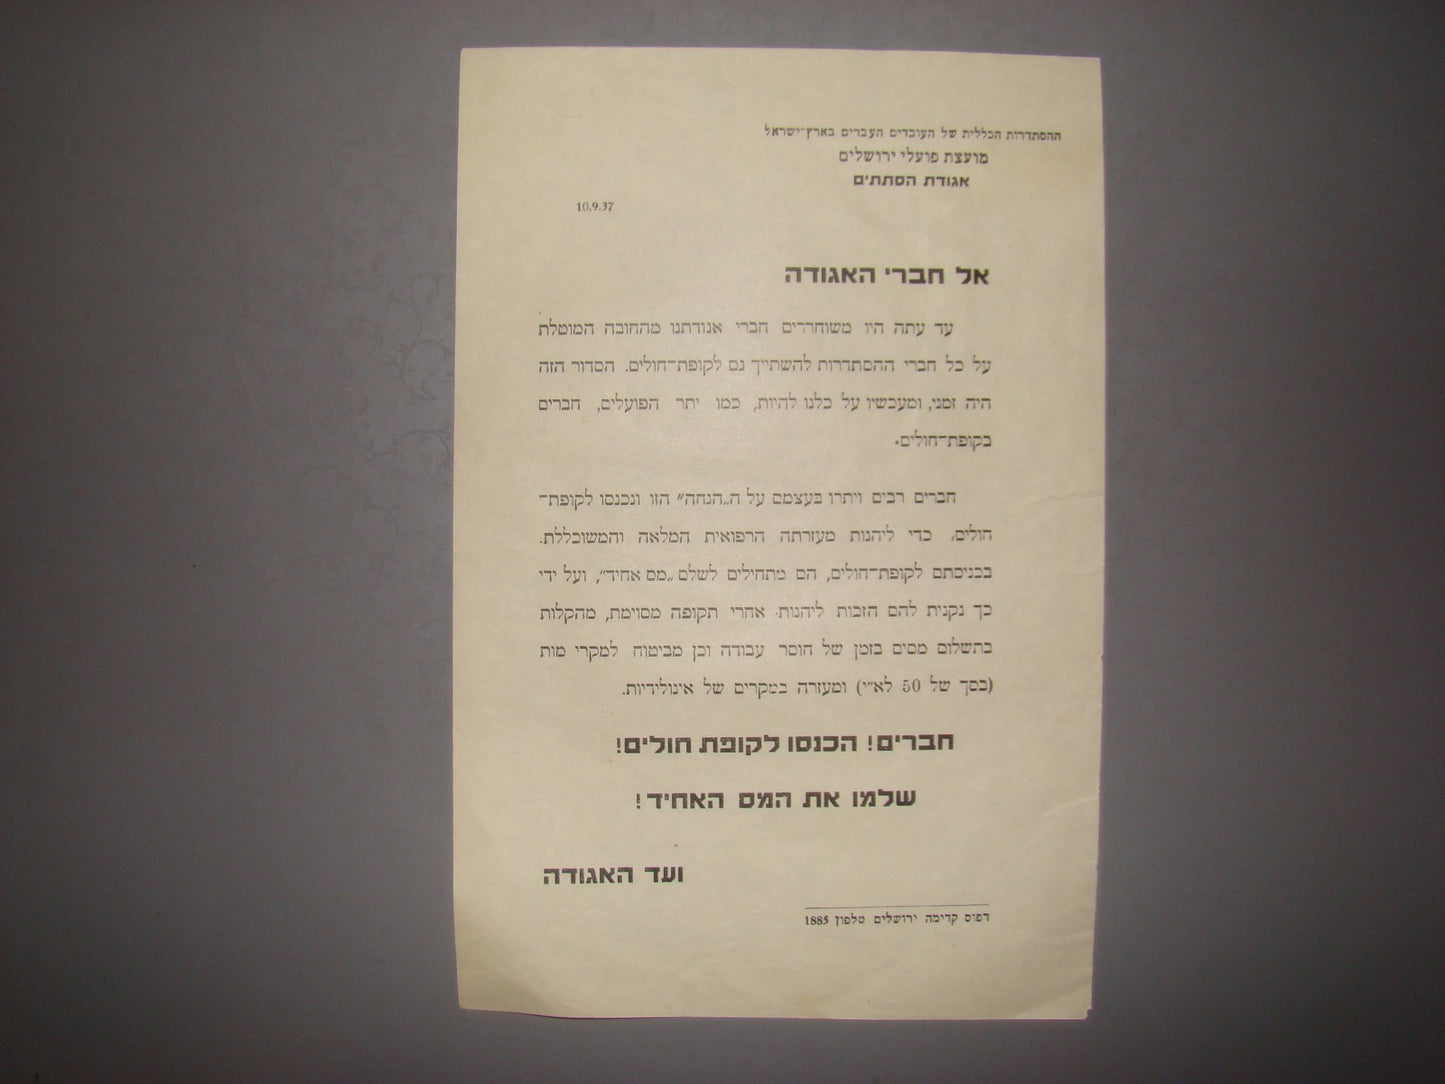 ההסתדרות הכללית של העובדים העברים בארץ־ישראל
מועצת פועלי ירושלים
אגודת הסתתים
10.9.37
אל חברי האגודה
עד עתה היו משוחררים חברי אגודתנו מהחובה המוטלת
על כל חברי ההסתדרות להשתייך גם לקופת־חולים. הסדור הזה
היה זמני, ומעכשיו על כלנו להיות, כמו יתר הפועלים, חברים
בקופת־חולים.
חברים רבים ויתרו בעצמם על ה„הנחה״ הזו ונכנסו לקופת־
חולים, כדי ליהנות מעזרתה הרפואית המלאה והמשוכללת.
בכניסתם לקופת־חולים, הם מתחילים לשלם „מס אחיד״, ועל ידי
כך נקנית להם הזכות ליהנות אחרי תקופה מסוימת, מהקלות
בתשלום מסים בזמן של חוסר עבודה וכן מביטוח למקרי מות
(בסך של 50 לא״י) ומעזרה במקרים של אינולידיות.
חברים! הכנסו לקופת חולים!
שלמו את המס האחיד!
ועד האגודה
דפוס קדימה ירושלים טלפון 1885